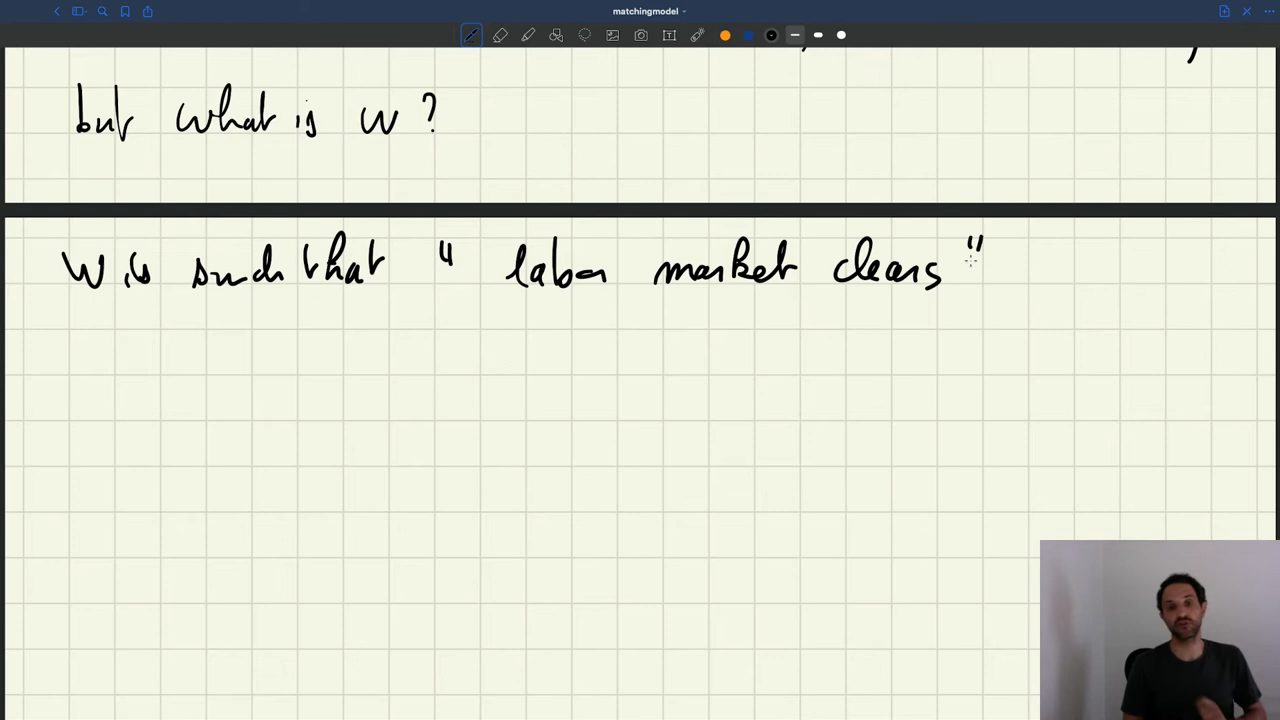 matchingmodel
but what is w?
w is such that " labor market clears "